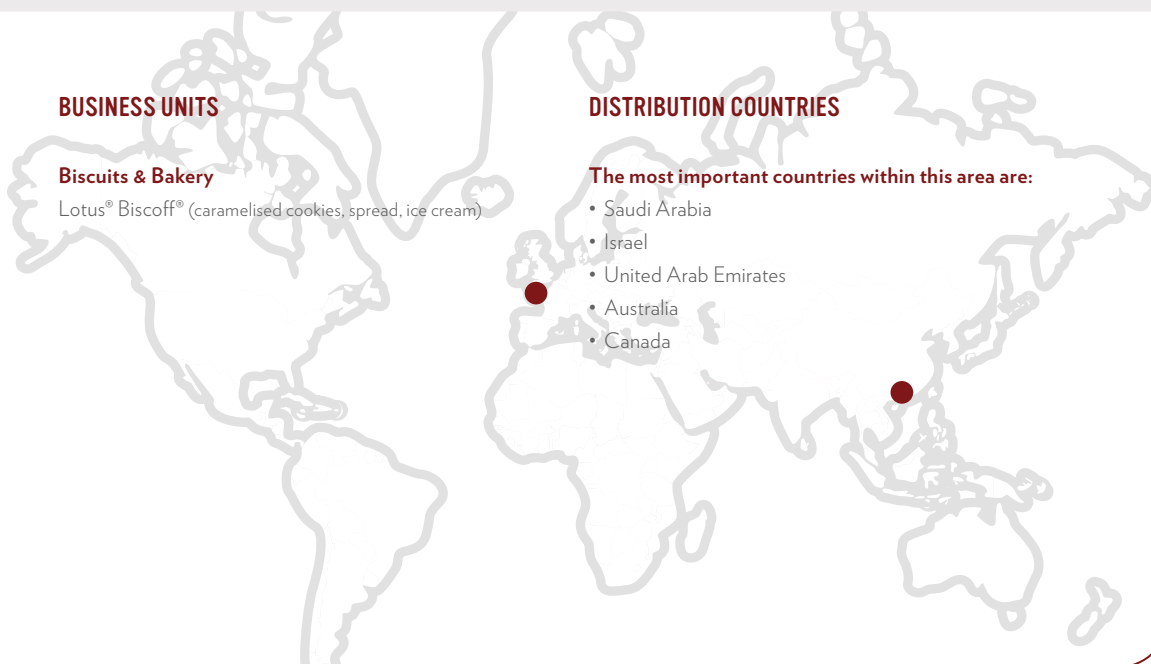 BUSINESS UNITS
Biscuits & Bakery
Lotus® Biscoff® (caramelised cookies, spread, ice cream)
DISTRIBUTION COUNTRIES
The most important countries within this area are:
• Saudi Arabia
• Israel
• United Arab Emirates
• Australia
• Canada